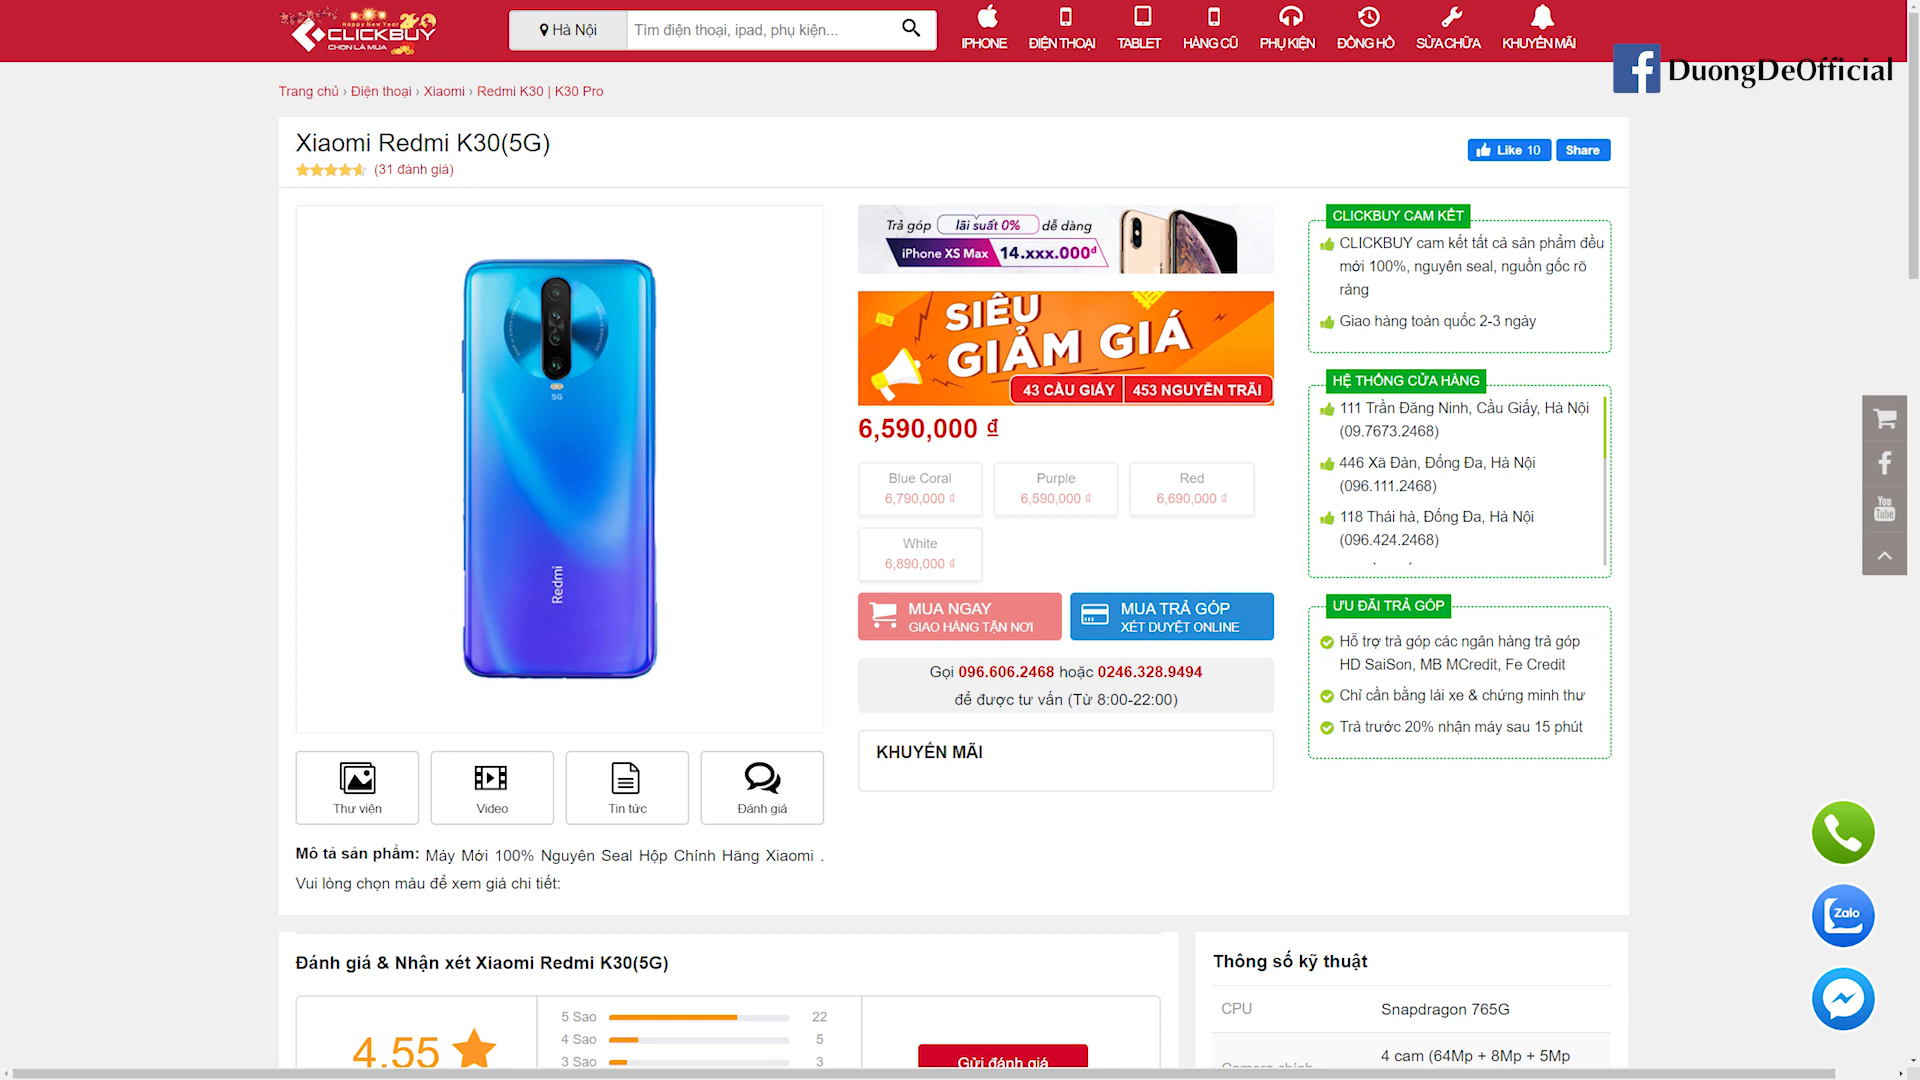 CLICKBUY
CHỌN LÀ MUA
Happy New Year
Hà Nội
Tìm điện thoại, ipad, phụ kiện...
IPHONE
ĐIỆN THOẠI
TABLET
HÀNG CŨ
PHỤ KIỆN
ĐỒNG HỒ
SỬA CHỮA
KHUYẾN MÃI
DuongDeOfficial
Trang chủ › Điện thoại › Xiaomi › Redmi K30 | K30 Pro
Xiaomi Redmi K30(5G)
(31 đánh giá)
Like 10
Share
5G
Redmi
Trả góp lãi suất 0% dễ dàng
iPhone XS Max 14.xxx.000đ
SIÊU
GIẢM GIÁ
43 CẦU GIẤY
453 NGUYỄN TRÃI
6,590,000 ₫
Blue Coral
6,790,000 ₫
Purple
6,590,000 ₫
Red
6,690,000 ₫
White
6,890,000 ₫
MUA NGAY
GIAO HÀNG TẬN NƠI
MUA TRẢ GÓP
XÉT DUYỆT ONLINE
Gọi 096.606.2468 hoặc 0246.328.9494
để được tư vấn (Từ 8:00-22:00)
KHUYẾN MÃI
CLICKBUY CAM KẾT
CLICKBUY cam kết tất cả sản phẩm đều
mới 100%, nguyên seal, nguồn gốc rõ
ràng
Giao hàng toàn quốc 2-3 ngày
HỆ THỐNG CỬA HÀNG
111 Trần Đăng Ninh, Cầu Giấy, Hà Nội
(09.7673.2468)
446 Xã Đàn, Đống Đa, Hà Nội
(096.111.2468)
118 Thái hà, Đống Đa, Hà Nội
(096.424.2468)
ƯU ĐÃI TRẢ GÓP
Hỗ trợ trả góp các ngân hàng trả góp
HD SaiSon, MB MCredit, Fe Credit
Chỉ cần bằng lái xe & chứng minh thư
Trả trước 20% nhận máy sau 15 phút
You
Tube
Zalo
Thư viện
Video
Tin tức
Đánh giá
Mô tả sản phẩm: Máy Mới 100% Nguyên Seal Hộp Chính Hãng Xiaomi .
Vui lòng chọn màu để xem giá chi tiết:
Đánh giá & Nhận xét Xiaomi Redmi K30(5G)
4.55
5 Sao 22
4 Sao 5
3 Sao 3
Gửi đánh giá
Thông số kỹ thuật
CPU Snapdragon 765G
4 cam (64Mp + 8Mp + 5Mp
Camera chính